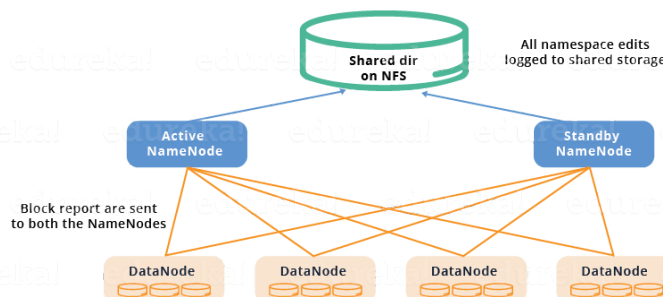 Shared dir
on NFS
All namespace edits
logged to shared storage
Active
NameNode
Standby
NameNode
Block report are sent
to both the NameNodes
DataNode
DataNode
DataNode
DataNode
edureka!